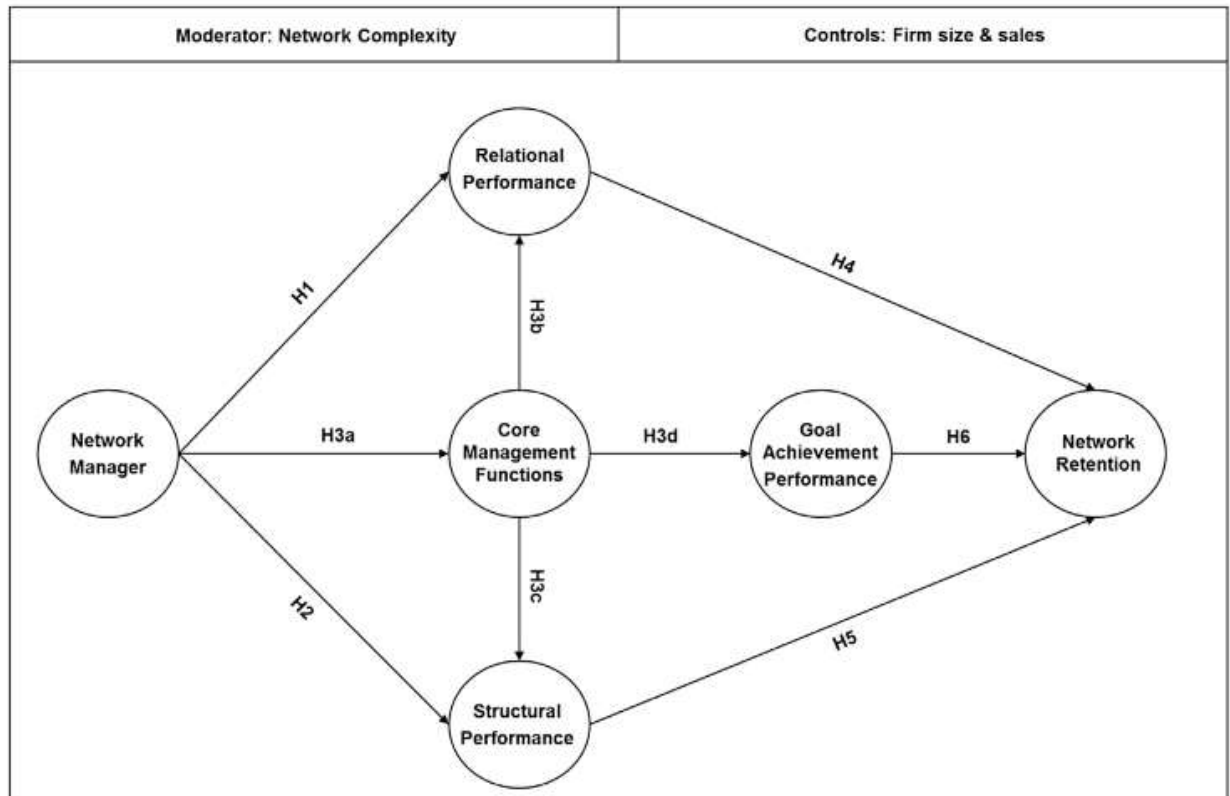 Moderator: Network Complexity
Controls: Firm size & sales
Relational
Performance
H1
H4
H3b
Network
Manager
H3a
Core
Management
Functions
H3d
Goal
Achievement
Performance
H6
Network
Retention
H3c
H2
H5
Structural
Performance